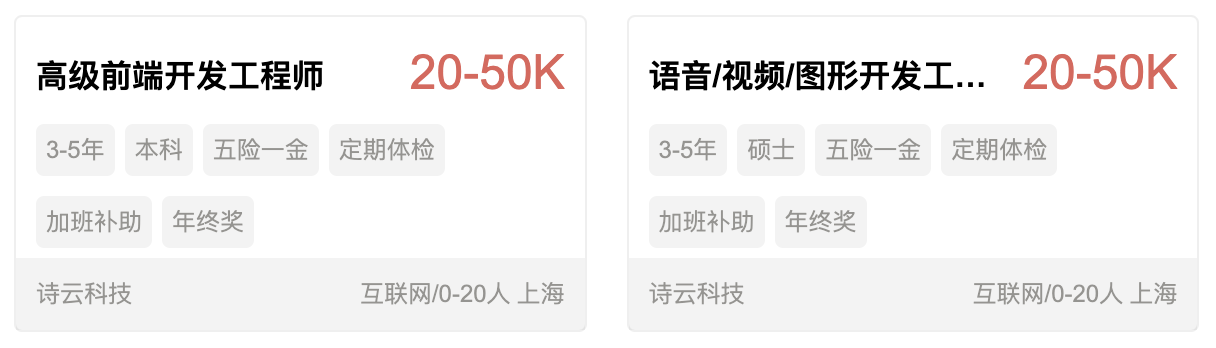 高级前端开发工程师 20-50K
3-5年 本科 五险一金 定期体检
加班补助 年终奖
诗云科技 互联网/0-20人 上海
语音/视频/图形开发工... 20-50K
3-5年 硕士 五险一金 定期体检
加班补助 年终奖
诗云科技 互联网/0-20人 上海